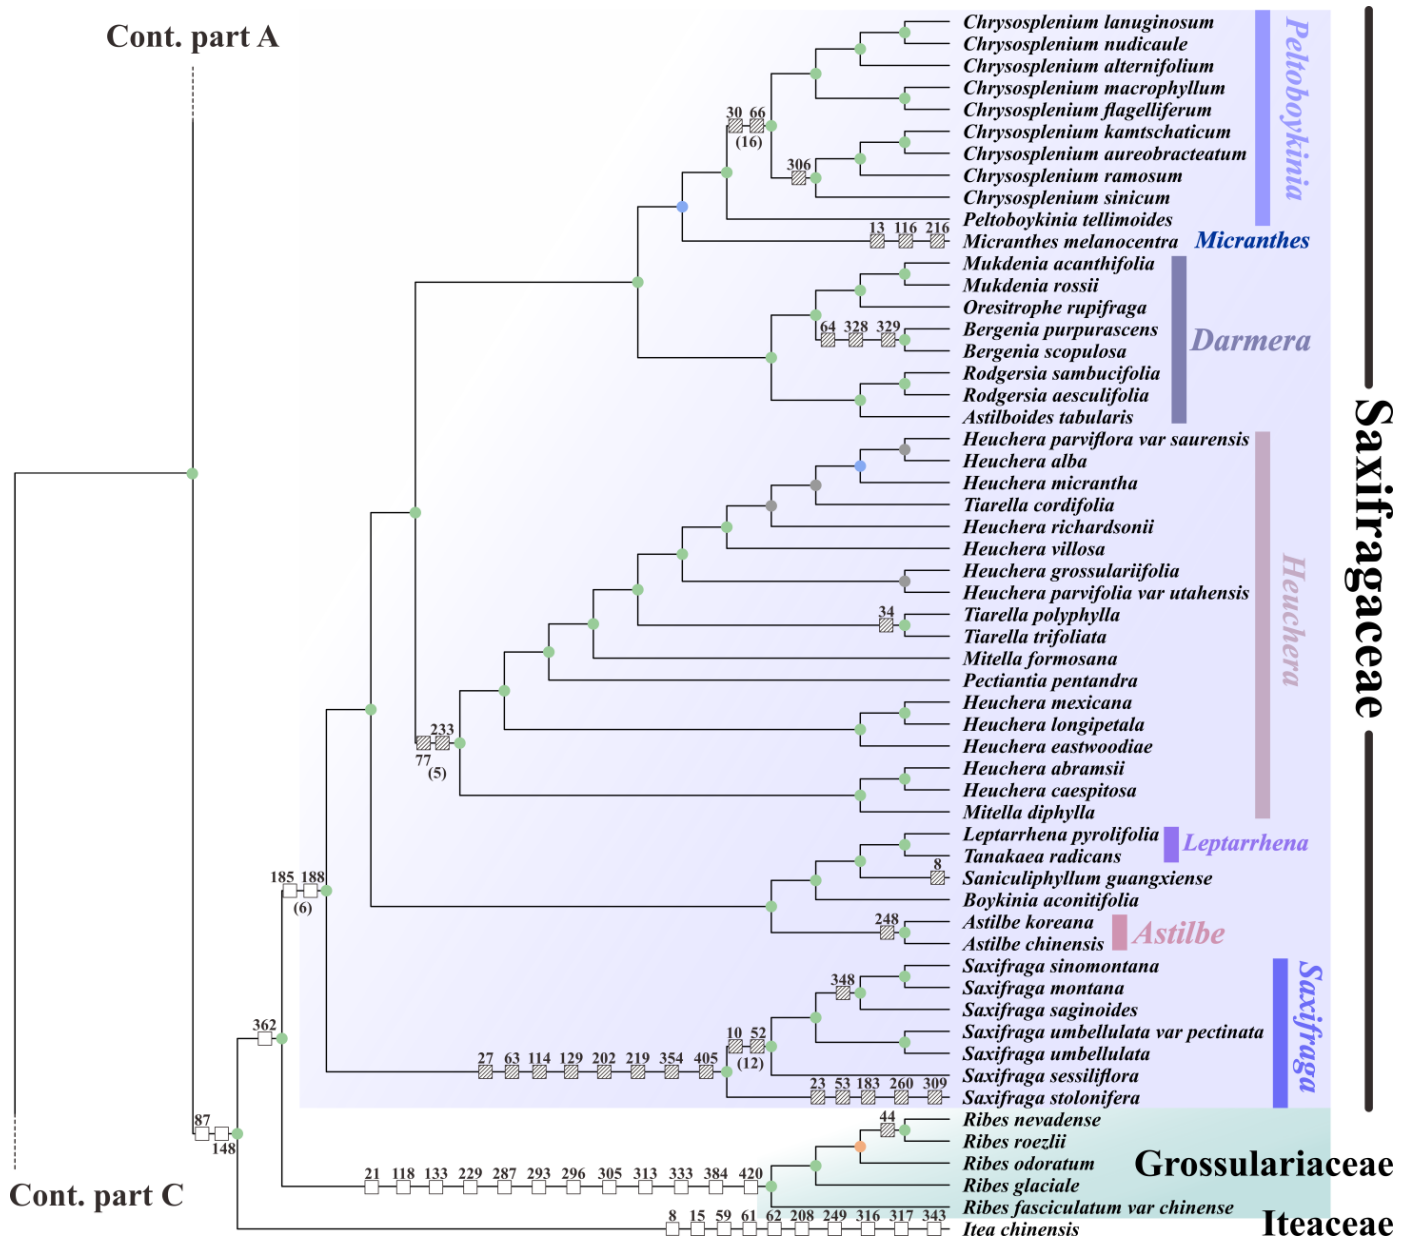 Cont. part A
Chrysosplenium lanuginosum
Chrysosplenium nudicaule
Chrysosplenium alternifolium
Chrysosplenium macrophyllum
Chrysosplenium flagelliferum
30 66
(16)
Chrysosplenium kamtschaticum
Chrysosplenium aureobracteatum
306
Chrysosplenium ramosum
Chrysosplenium sinicum
Peltoboykinia tellimoides
Peltoboykinia
13 116 216
Micranthes melanocentra
Micranthes
Mukdenia acanthifolia
Mukdenia rossii
Oresitrophe rupifraga
64 328 329
Bergenia purpurascens
Bergenia scopulosa
Darmera
Rodgersia sambucifolia
Rodgersia aesculifolia
Astilboides tabularis
Heuchera parviflora var saurensis
Heuchera alba
Heuchera micrantha
Tiarella cordifolia
Heuchera richardsonii
Heuchera villosa
Heuchera grossulariifolia
Heuchera parvifolia var utahensis
34
Tiarella polyphylla
Tiarella trifoliata
Heuchera
Saxifragaceae
Mitella formosana
Pectiantia pentandra
Heuchera mexicana
Heuchera longipetala
Heuchera eastwoodiae
233
77
(5)
Heuchera abramsii
Heuchera caespitosa
Mitella diphylla
Leptarrhena pyrolifolia
Tanakaea radicans
Leptarrhena
8
Saniculiphyllum guangxiense
185 188
(6)
Boykinia aconitifolia
248
Astilbe koreana
Astilbe chinensis
Astilbe
Saxifraga sinomontana
348
Saxifraga montana
Saxifraga saginoides
Saxifraga umbellulata var pectinata
Saxifraga umbellulata
Saxifraga
362
10 52
(12)
27 63 114 129 202 219 354 405
Saxifraga sessiliflora
23 53 183 260 309
Saxifraga stolonifera
87
148
Ribes nevadense
44
Ribes roezlii
Ribes odoratum
Grossulariaceae
21 118 133 229 287 293 296 305 313 333 384 420
Ribes glaciale
Ribes fasciculatum var chinense
Cont. part C
8 15 59 61 62 208 249 316 317 343
Itea chinensis
Iteaceae